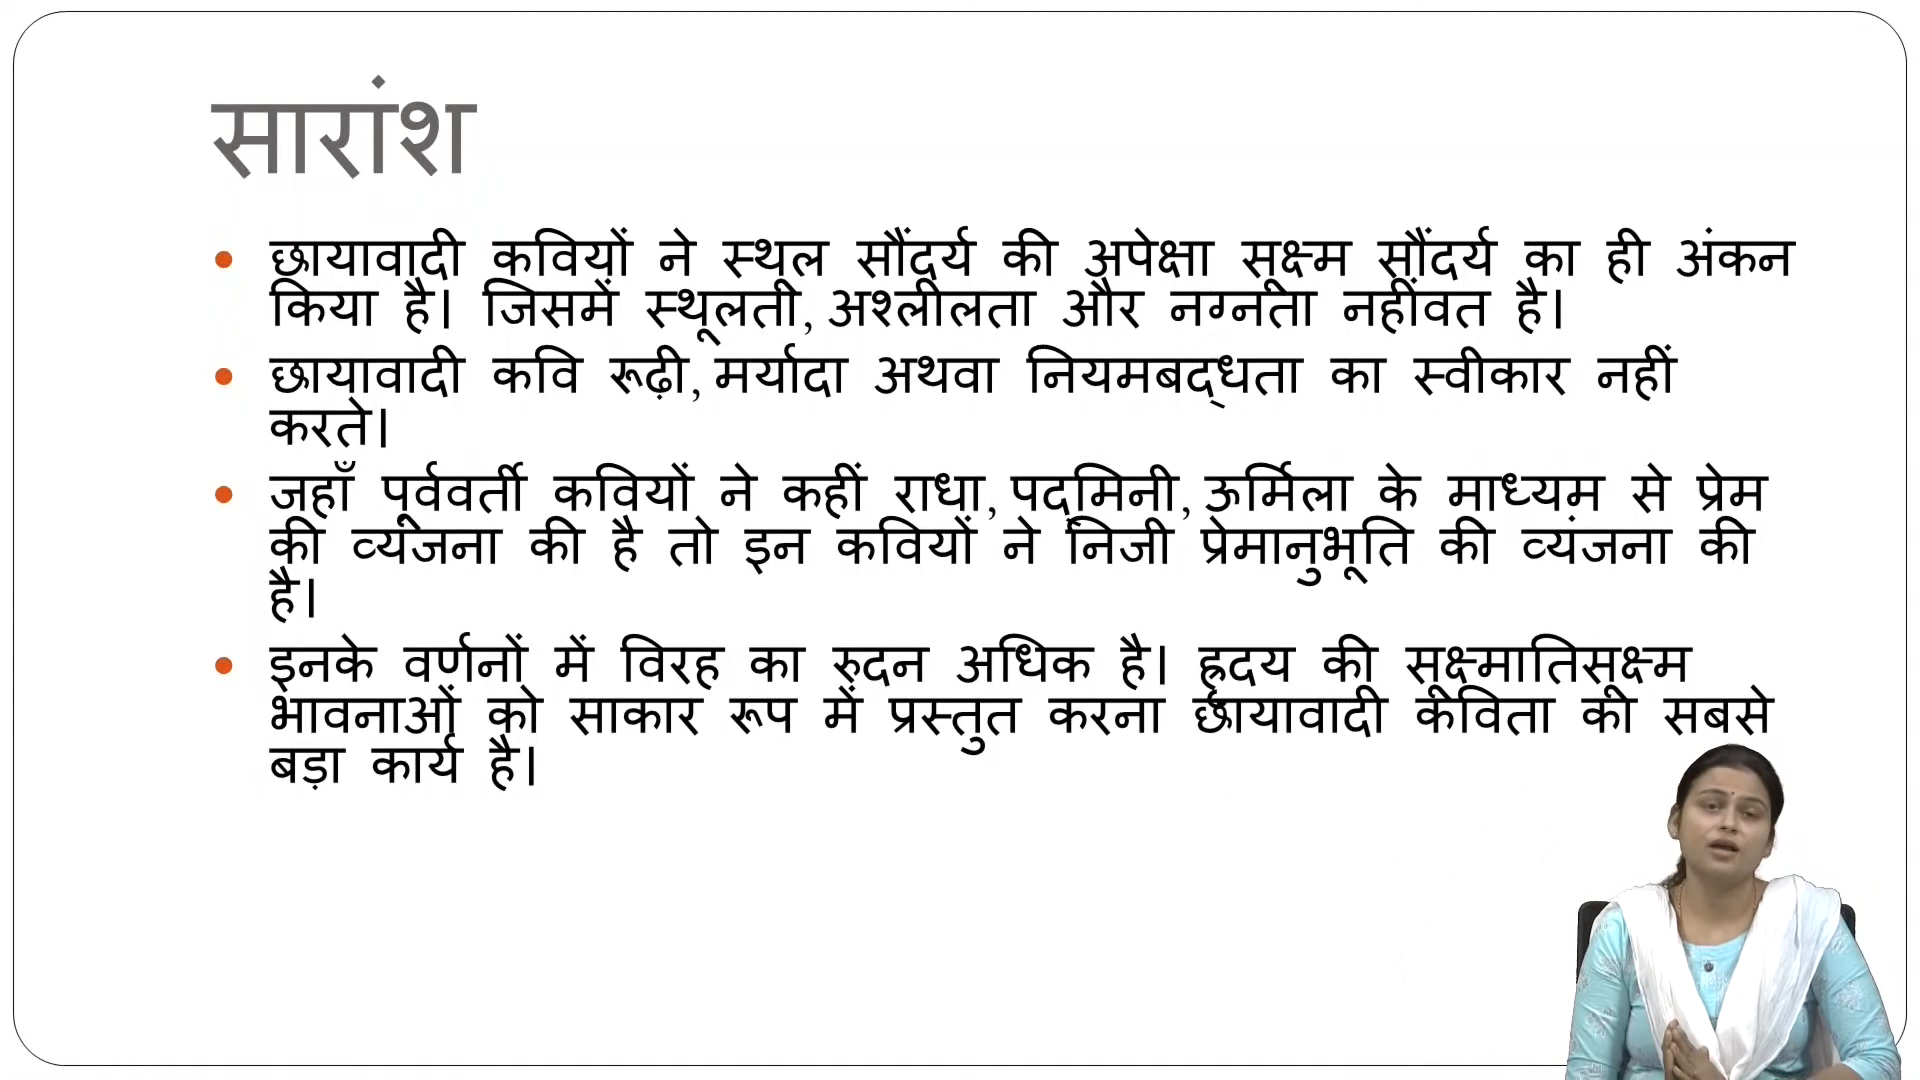 सारांश
• छायावादी कवियों ने स्थूल सौंदर्य की अपेक्षा सूक्ष्म सौंदर्य का ही अंकन
किया है। जिसमें स्थूलता, अश्लीलता और नग्नता नहींवत है।
• छायावादी कवि रूढ़ी, मर्यादा अथवा नियमबद्धता का स्वीकार नहीं
करते।
• जहाँ पूर्ववर्ती कवियों ने कहीं राधा, पद्मिनी, ऊर्मिला के माध्यम से प्रेम
की व्यंजना की है तो इन कवियों ने निजी प्रेमानुभूति की व्यंजना की
है।
• इनके वर्णनों में विरह का रुदन अधिक है। हृदय की सूक्ष्मातिसूक्ष्म
भावनाओं को साकार रूप में प्रस्तुत करना छायावादी कविता की सबसे
बड़ा कार्य है।